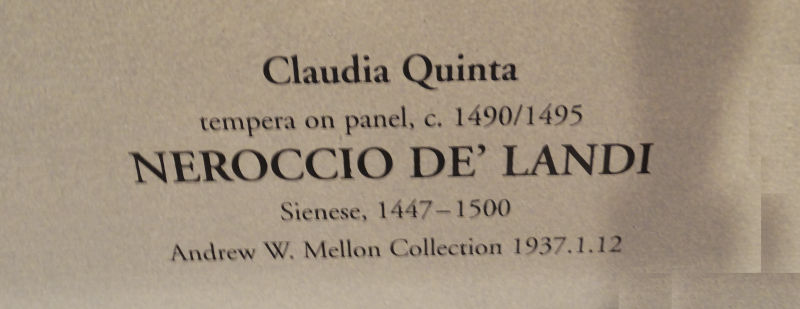 Claudia Quinta
tempera on panel, c. 1490/1495
NEROCCIO DE’ LANDI
Sienese, 1447–1500
Andrew W. Mellon Collection 1937.1.12